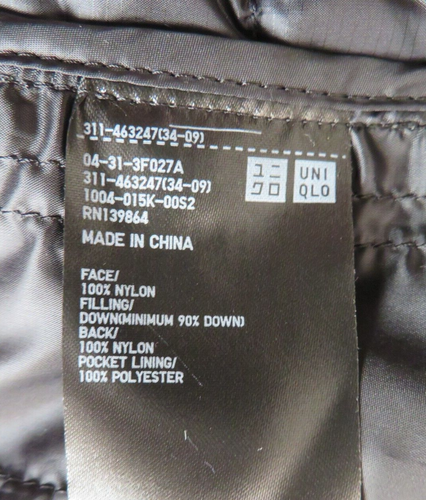 311-463247(34-09)
04-31-3F027A
311-463247(34-09)
1004-015K-00S2
RN139864
ユニ
クロ
UNI
QLO
MADE IN CHINA
FACE/
100% NYLON
FILLING/
DOWN(MINIMUM 90% DOWN)
BACK/
100% NYLON
POCKET LINING/
100% POLYESTER